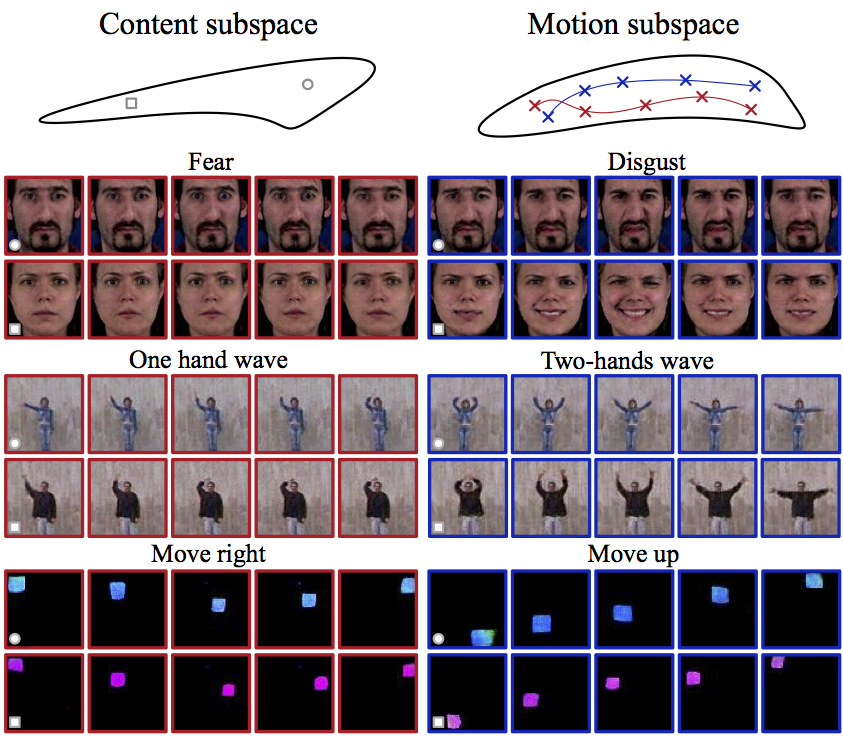 Content subspace
Motion subspace
Fear
Disgust
One hand wave
Two-hands wave
Move right
Move up